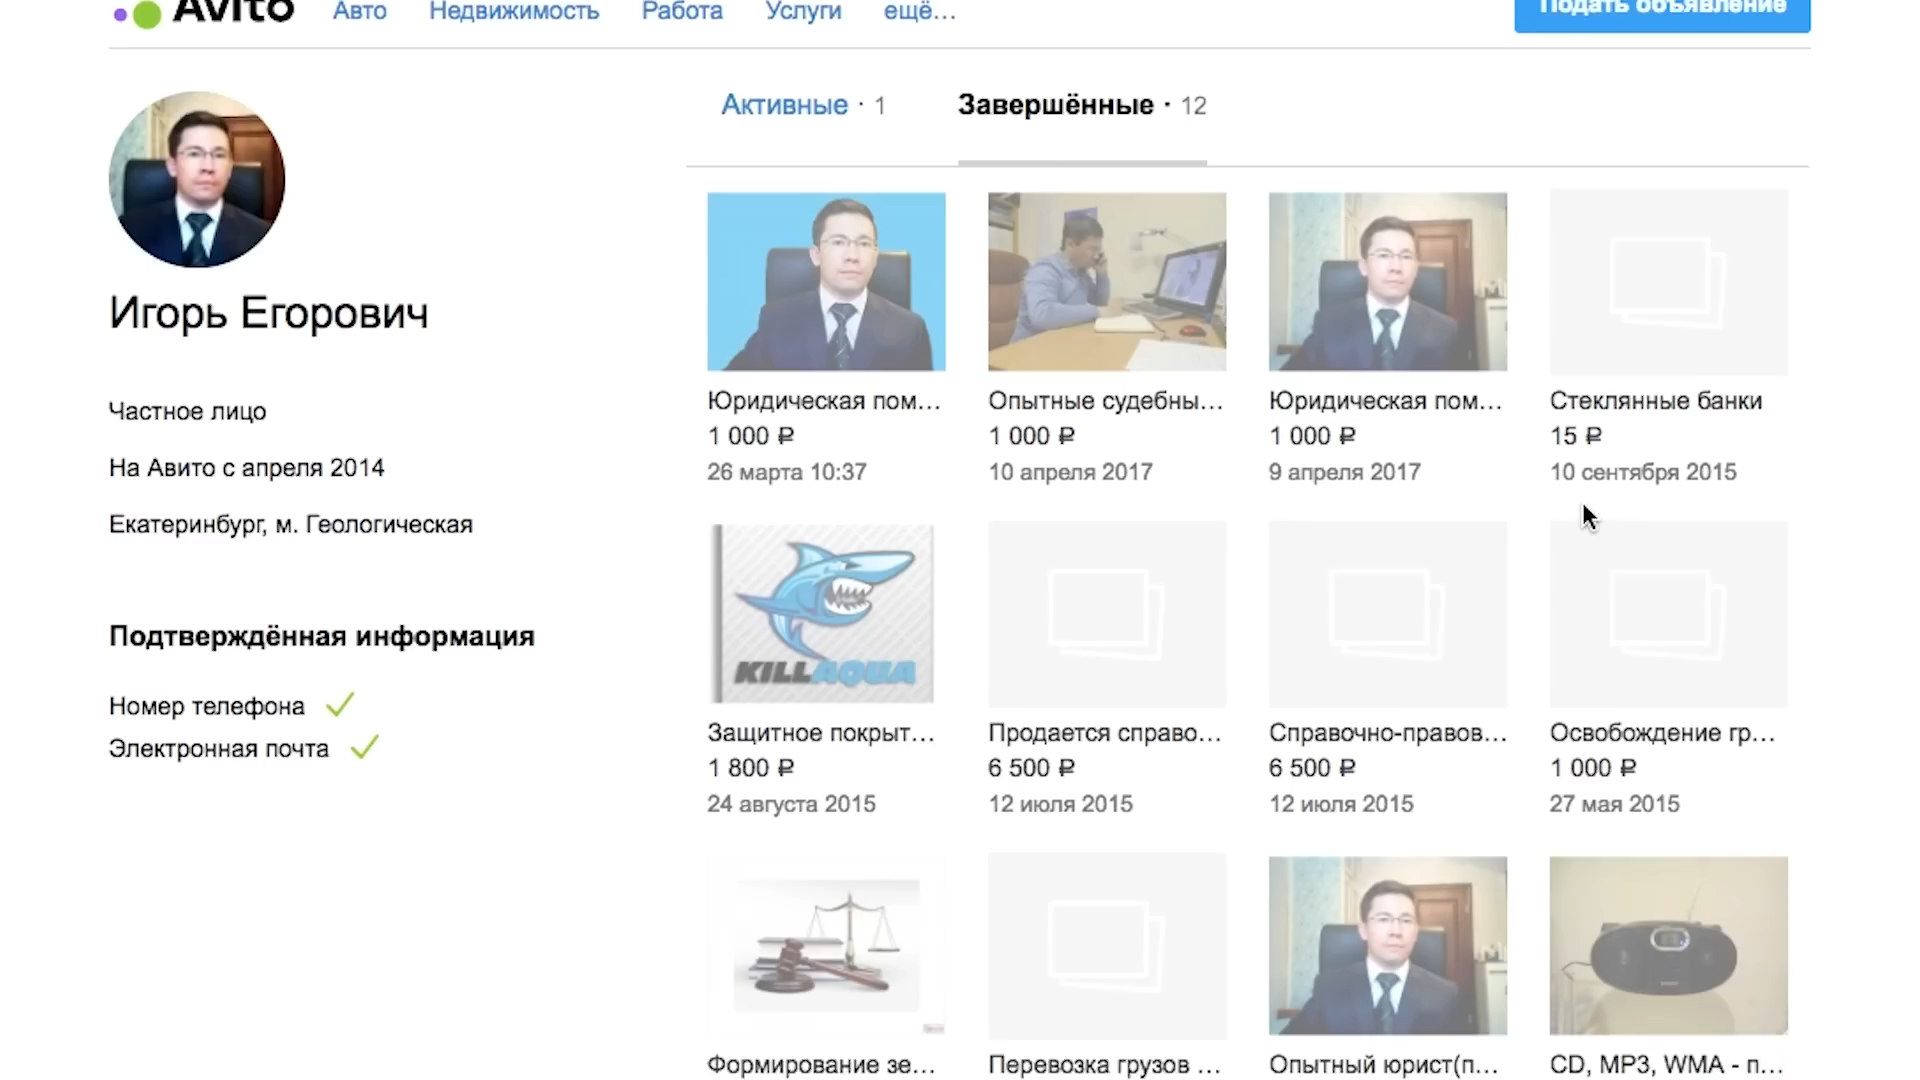 Avito
Авто Недвижимость Работа Услуги ещё…
Подать объявление
Активные · 1 Завершённые · 12
Игорь Егорович
Частное лицо
На Авито с апреля 2014
Екатеринбург, м. Геологическая
Подтверждённая информация
Номер телефона
Электронная почта
Юридическая пом…
1 000 ₽
26 марта 10:37
Опытные судебны…
1 000 ₽
10 апреля 2017
Юридическая пом…
1 000 ₽
9 апреля 2017
Стеклянные банки
15 ₽
10 сентября 2015
KILLAQUA
Защитное покрыт…
1 800 ₽
24 августа 2015
Продается справо…
6 500 ₽
12 июля 2015
Справочно-правов…
6 500 ₽
12 июля 2015
Освобождение гр…
1 000 ₽
27 мая 2015
Формирование зе…
Перевозка грузов …
Опытный юрист(п…
CD, MP3, WMA - п…